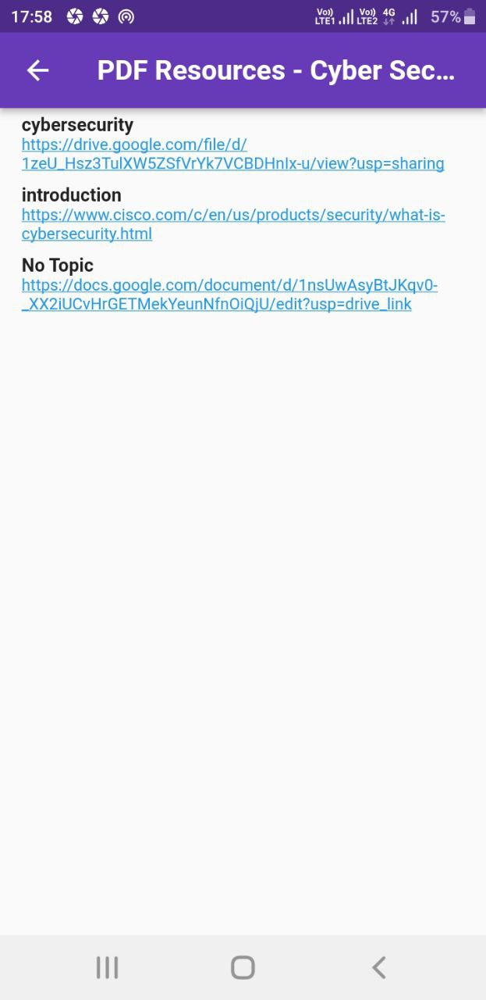 17:58
Vo)) LTE1 Vo)) LTE2 4G 57%
PDF Resources - Cyber Sec...
cybersecurity
https://drive.google.com/file/d/
1zeU_Hsz3TulXW5ZSfVrYk7VCBDHnIx-u/view?usp=sharing
introduction
https://www.cisco.com/c/en/us/products/security/what-is-
cybersecurity.html
No Topic
https://docs.google.com/document/d/1nsUwAsyBtJKqv0-
_XX2iUCvHrGETMekYeunNfnOiQjU/edit?usp=drive_link